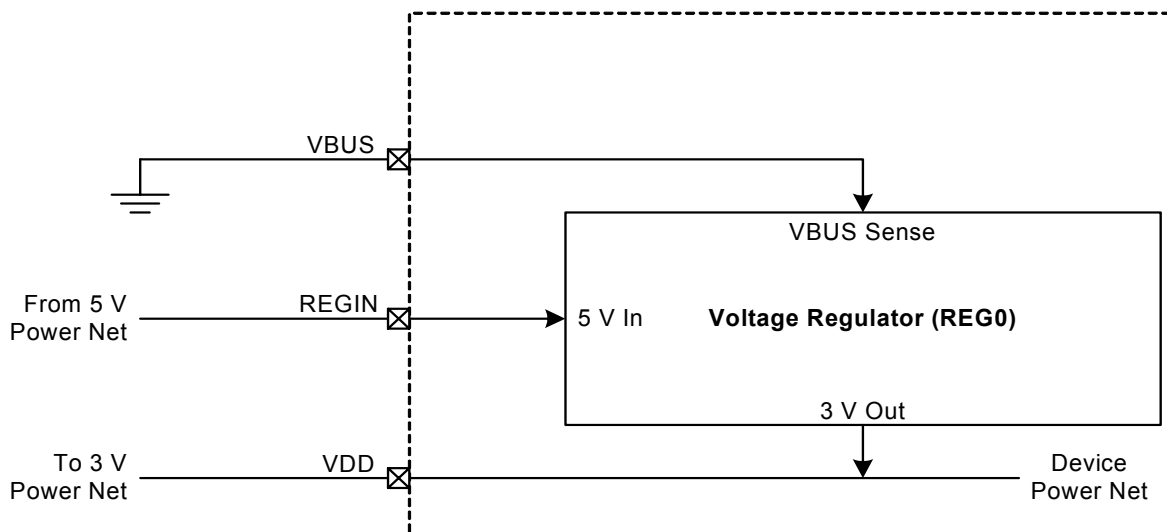 VBUS
VBUS Sense
From 5 V
Power Net
REGIN
5 V In
Voltage Regulator (REG0)
3 V Out
To 3 V
Power Net
VDD
Device
Power Net